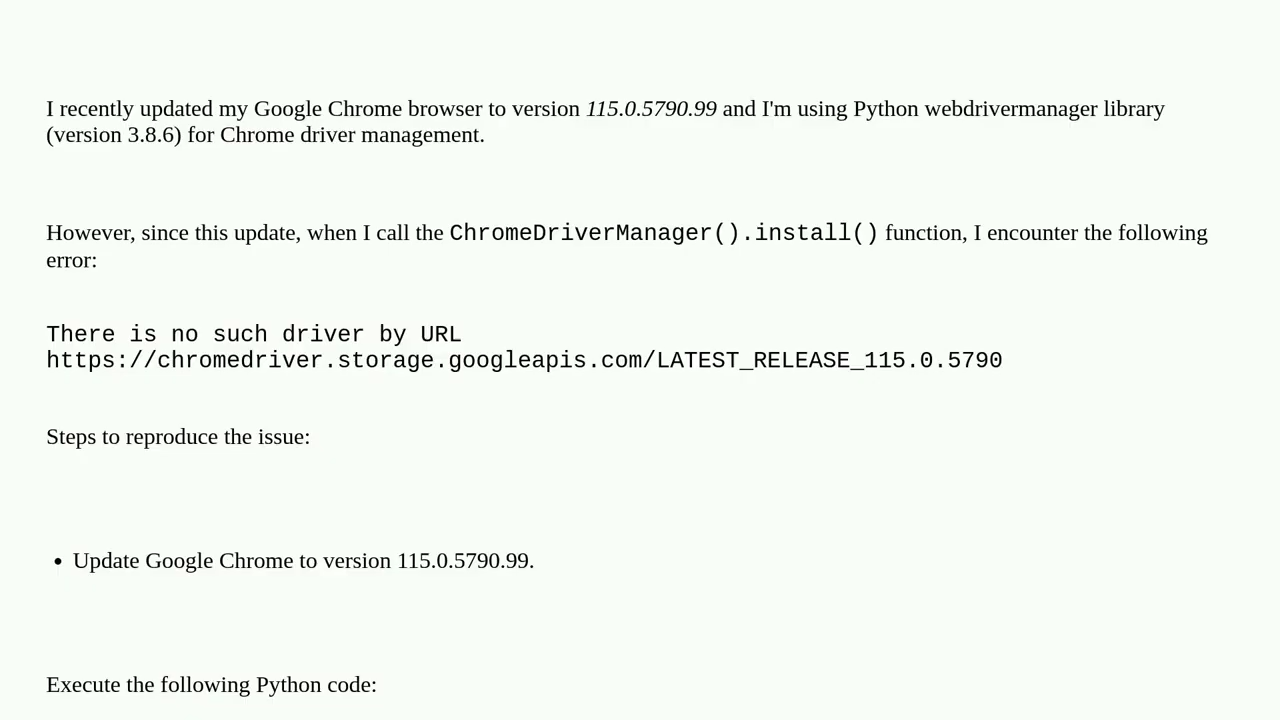 I recently updated my Google Chrome browser to version 115.0.5790.99 and I'm using Python webdrivermanager library
(version 3.8.6) for Chrome driver management.
However, since this update, when I call the ChromeDriverManager().install() function, I encounter the following
error:
There is no such driver by URL
https://chromedriver.storage.googleapis.com/LATEST_RELEASE_115.0.5790
Steps to reproduce the issue:
• Update Google Chrome to version 115.0.5790.99.
Execute the following Python code: